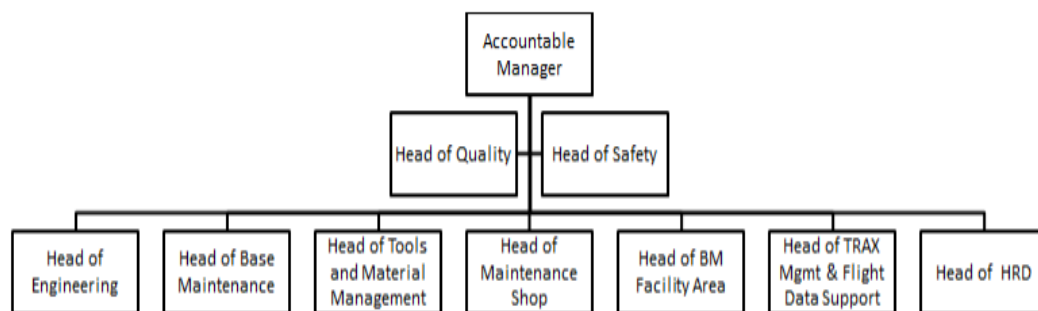 Accountable
Manager
Head of Quality
Head of Safety
Head of
Engineering
Head of Base
Maintenance
Head of Tools
and Material
Management
Head of
Maintenance
Shop
Head of BM
Facility Area
Head of TRAX
Mgmt & Flight
Data Support
Head of HRD